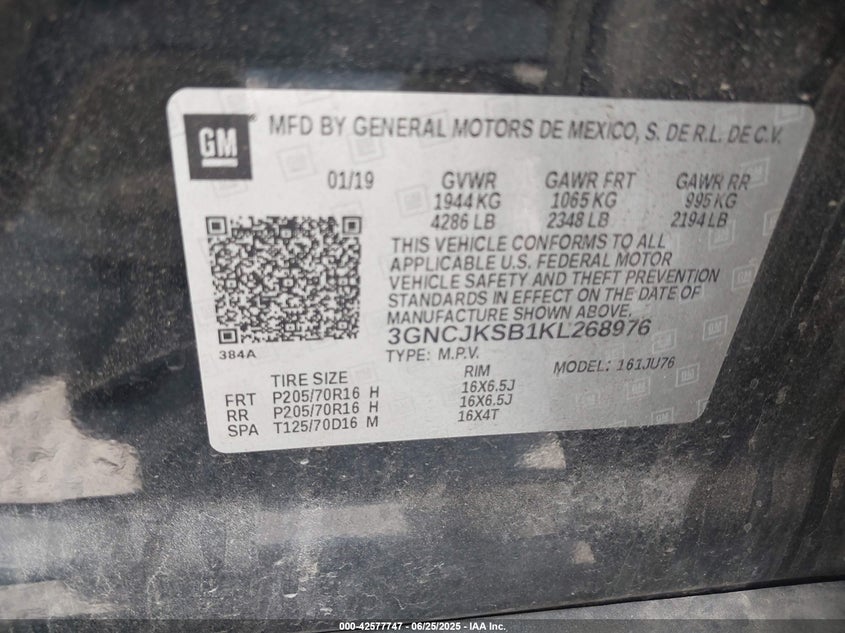 GM
MFD BY GENERAL MOTORS DE MEXICO, S. DE R.L. DE C.V.
01/19 GVWR GAWR FRT GAWR RR
1944 KG 1065 KG 995 KG
4286 LB 2348 LB 2194 LB
THIS VEHICLE CONFORMS TO ALL
APPLICABLE U.S. FEDERAL MOTOR
VEHICLE SAFETY AND THEFT PREVENTION
STANDARDS IN EFFECT ON THE DATE OF
MANUFACTURE SHOWN ABOVE.
3GNCJKSB1KL268976
384A
TYPE: M.P.V. MODEL: 161JU76
TIRE SIZE RIM
FRT P205/70R16 H 16X6.5J
RR P205/70R16 H 16X6.5J
SPA T125/70D16 M 16X4T
000-42577747 - 06/25/2025 - IAA Inc.